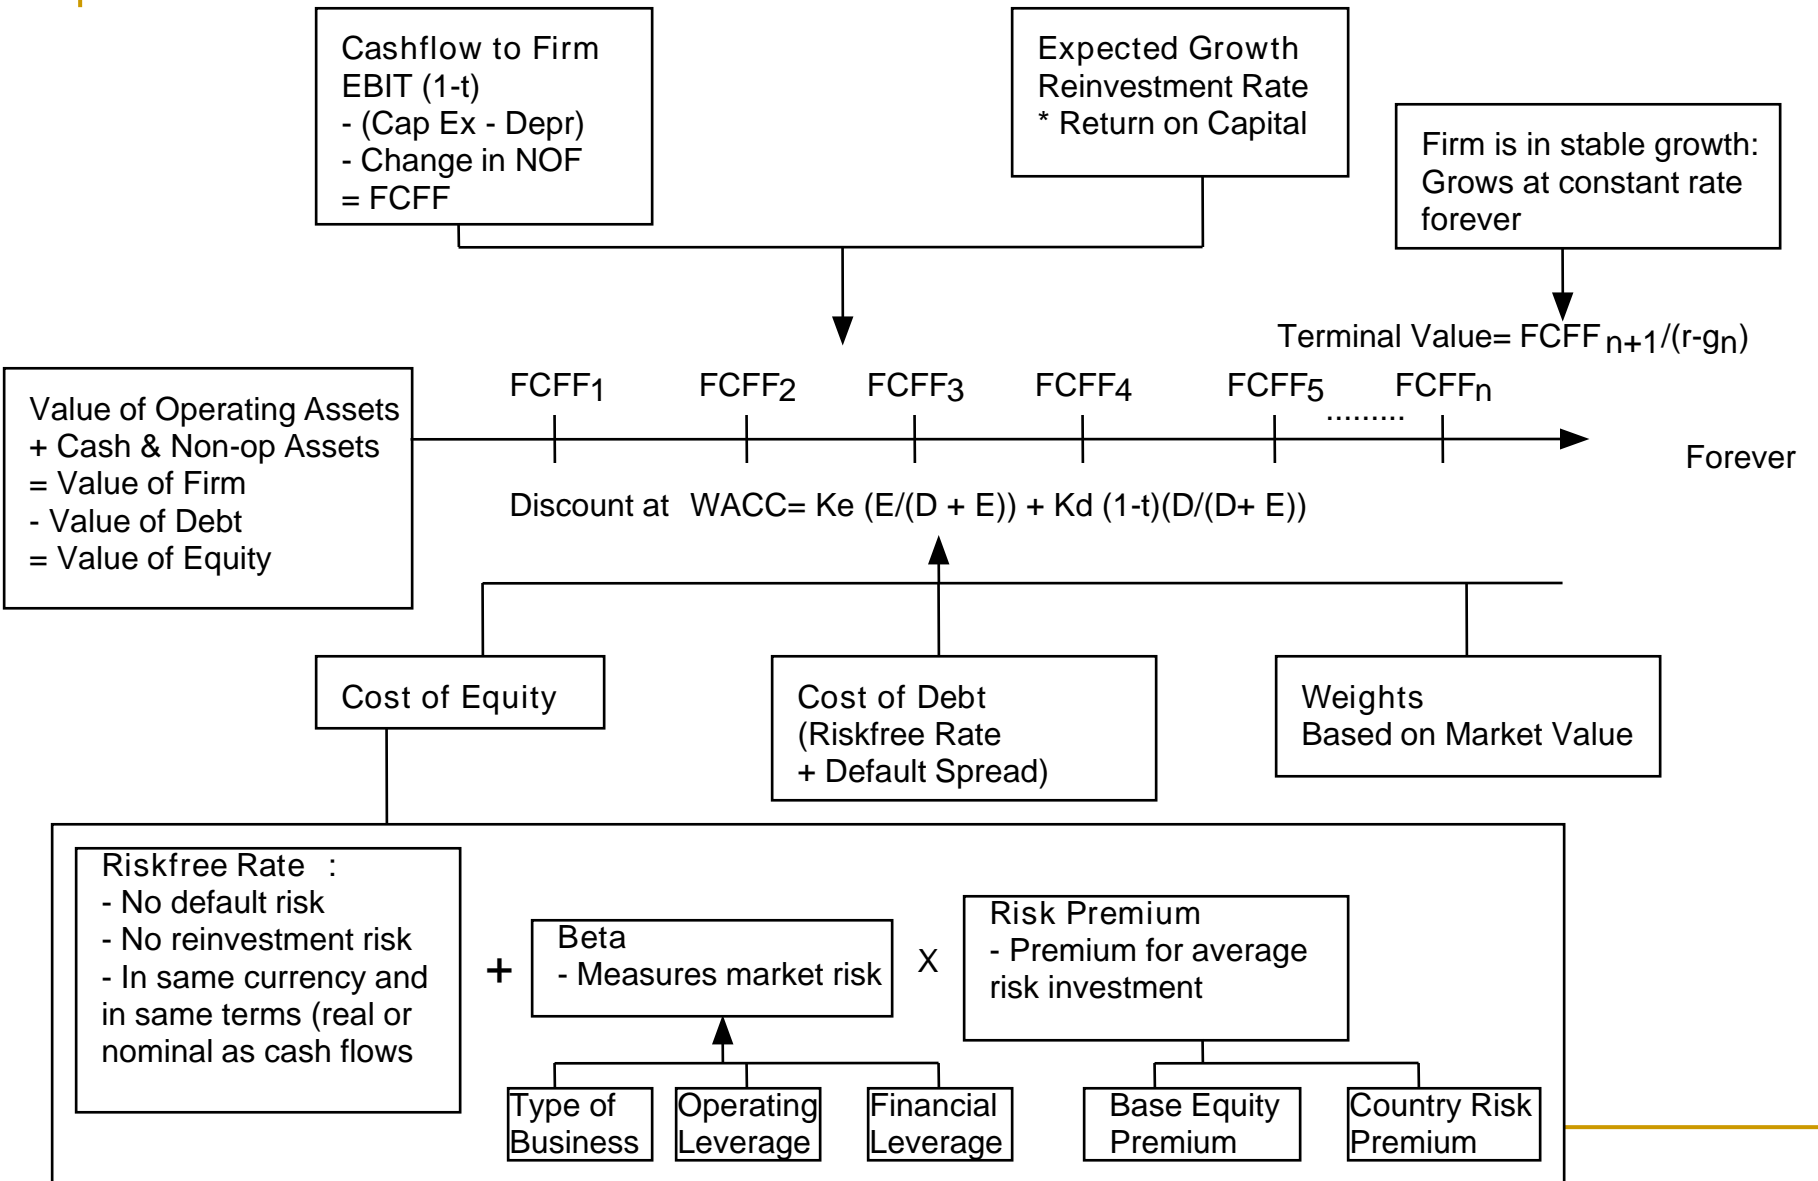 Cashflow to Firm
EBIT (1-t)
- (Cap Ex - Depr)
- Change in NOF
= FCFF
Expected Growth
Reinvestment Rate
* Return on Capital
Firm is in stable growth:
Grows at constant rate
forever
Terminal Value= FCFF n+1/(r-gn)
FCFF1 FCFF2 FCFF3 FCFF4 FCFF5 ......... FCFFn
Forever
Value of Operating Assets
+ Cash & Non-op Assets
= Value of Firm
- Value of Debt
= Value of Equity
Discount at WACC= Ke (E/(D + E)) + Kd (1-t)(D/(D+ E))
Cost of Equity
Cost of Debt
(Riskfree Rate
+ Default Spread)
Weights
Based on Market Value
Riskfree Rate :
- No default risk
- No reinvestment risk
- In same currency and
in same terms (real or
nominal as cash flows
+
Beta
- Measures market risk
X
Risk Premium
- Premium for average
risk investment
Type of
Business
Operating
Leverage
Financial
Leverage
Base Equity
Premium
Country Risk
Premium